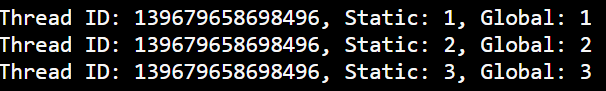 Thread ID: 139679658698496, Static: 1, Global: 1
Thread ID: 139679658698496, Static: 2, Global: 2
Thread ID: 139679658698496, Static: 3, Global: 3